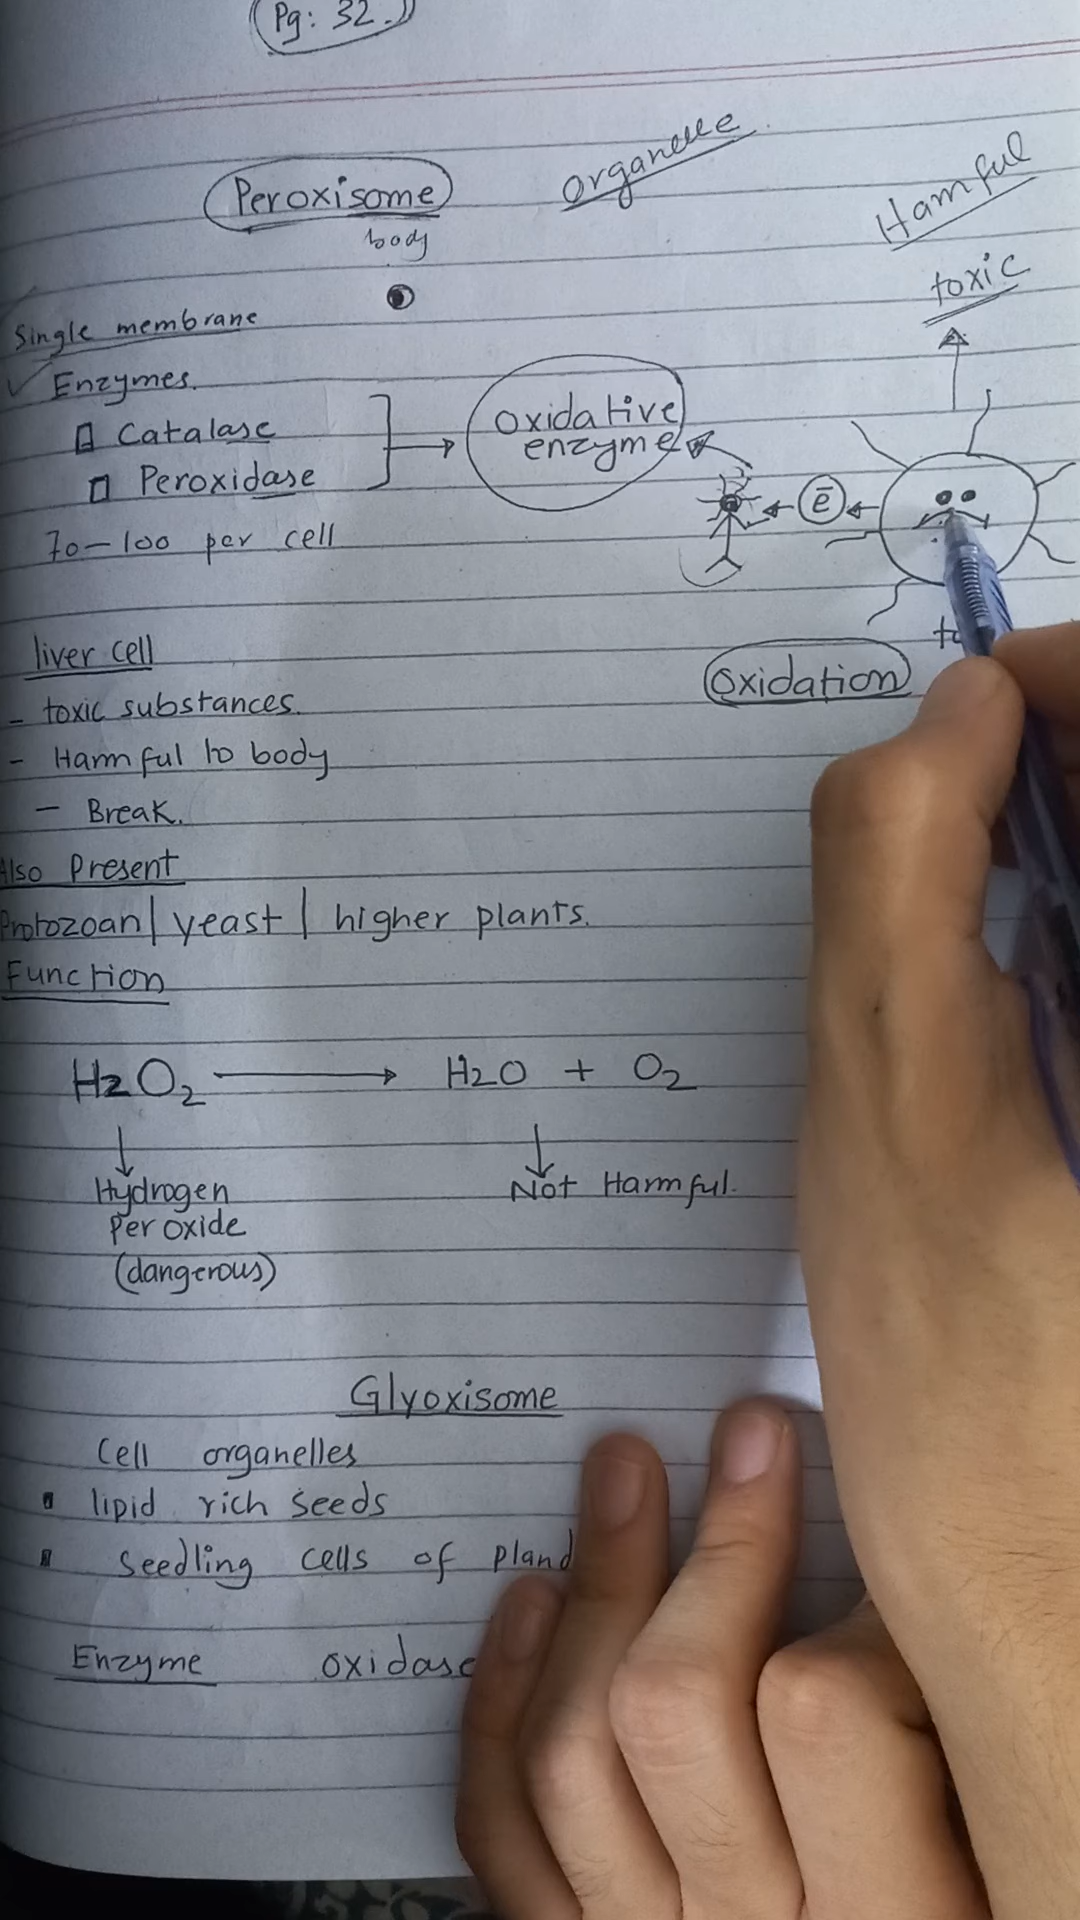 Pg: 32.
Peroxisome
body
organelle
Harmful
toxic
Single membrane
Enzymes.
Catalase
Peroxidase
oxidative
enzyme
ē
70-100 per cell
oxidation
liver cell
- toxic substances.
- Harmful to body
- Break.
Also Present
Protozoan | yeast | higher plants.
Function
H2O2 → H2O + O2
Hydrogen
Peroxide
(dangerous)
Not Harmful.
Glyoxisome
Cell organelles
lipid rich seeds
seedling cells of
Enzyme oxidase